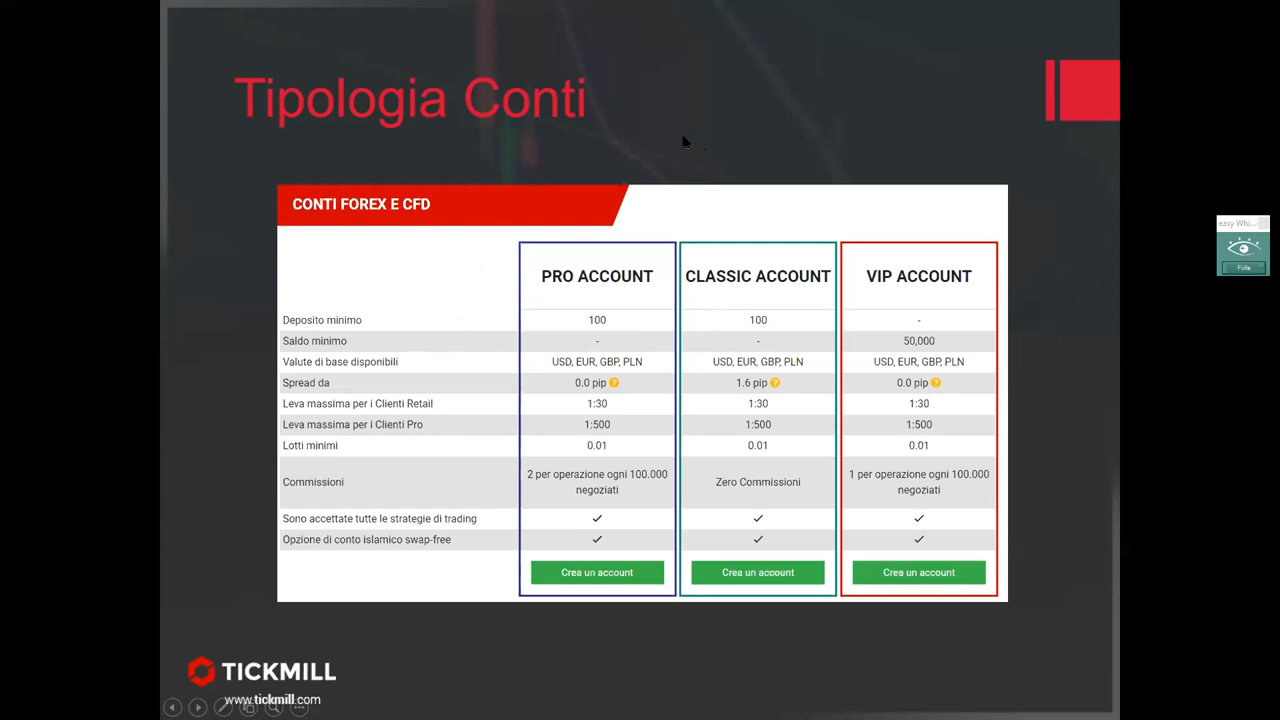 Tipologia Conti
CONTI FOREX E CFD
PRO ACCOUNT CLASSIC ACCOUNT VIP ACCOUNT
Deposito minimo 100 100 -
Saldo minimo - - 50,000
Valute di base disponibili USD, EUR, GBP, PLN USD, EUR, GBP, PLN USD, EUR, GBP, PLN
Spread da 0.0 pip ? 1.6 pip ? 0.0 pip ?
Leva massima per i Clienti Retail 1:30 1:30 1:30
Leva massima per i Clienti Pro 1:500 1:500 1:500
Lotti minimi 0.01 0.01 0.01
Commissioni 2 per operazione ogni 100.000 negoziati Zero Commissioni 1 per operazione ogni 100.000 negoziati
Sono accettate tutte le strategie di trading ✓ ✓ ✓
Opzione di conto islamico swap-free ✓ ✓ ✓
Crea un account Crea un account Crea un account
TICKMILL
www.tickmill.com
easy Whi...
Folie